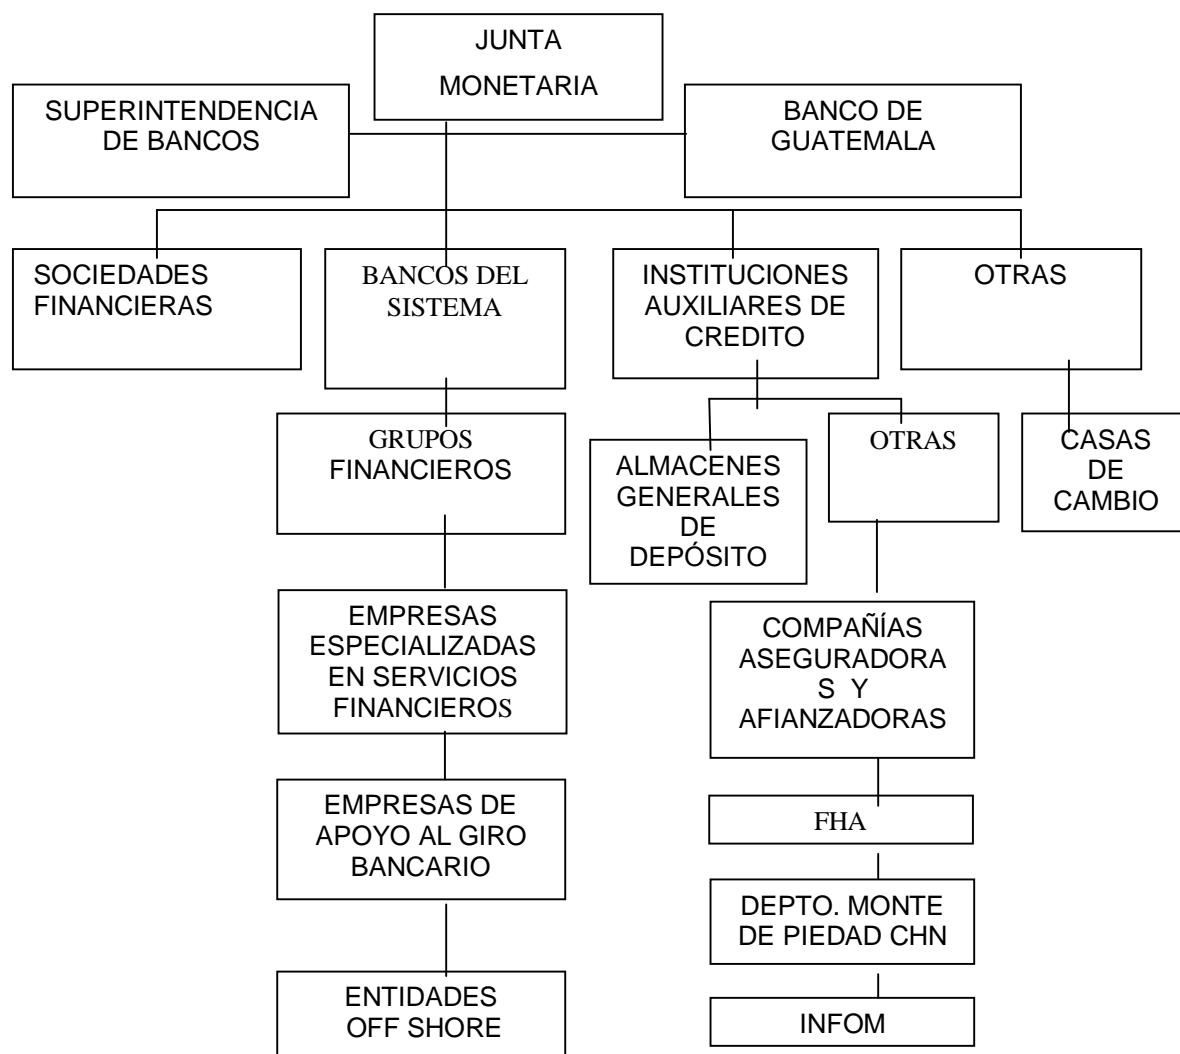 JUNTA
MONETARIA
SUPERINTENDENCIA
DE BANCOS
BANCO DE
GUATEMALA
SOCIEDADES
FINANCIERAS
BANCOS DEL
SISTEMA
INSTITUCIONES
AUXILIARES DE
CREDITO
OTRAS
GRUPOS
FINANCIEROS
ALMACENES
GENERALES
DE
DEPÓSITO
OTRAS
CASAS
DE
CAMBIO
EMPRESAS
ESPECIALIZADAS
EN SERVICIOS
FINANCIEROS
COMPAÑÍAS
ASEGURADORA
S Y
AFIANZADORAS
EMPRESAS DE
APOYO AL GIRO
BANCARIO
FHA
DEPTO. MONTE
DE PIEDAD CHN
ENTIDADES
OFF SHORE
INFOM